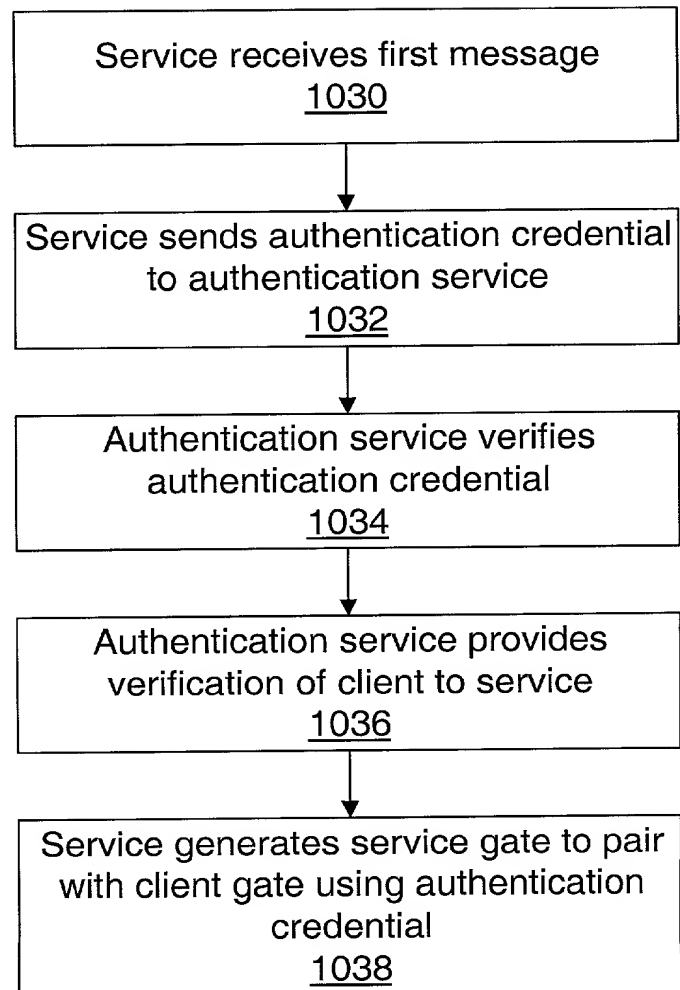 Service receives first message
1030
Service sends authentication credential
to authentication service
1032
Authentication service verifies
authentication credential
1034
Authentication service provides
verification of client to service
1036
Service generates service gate to pair
with client gate using authentication
credential
1038